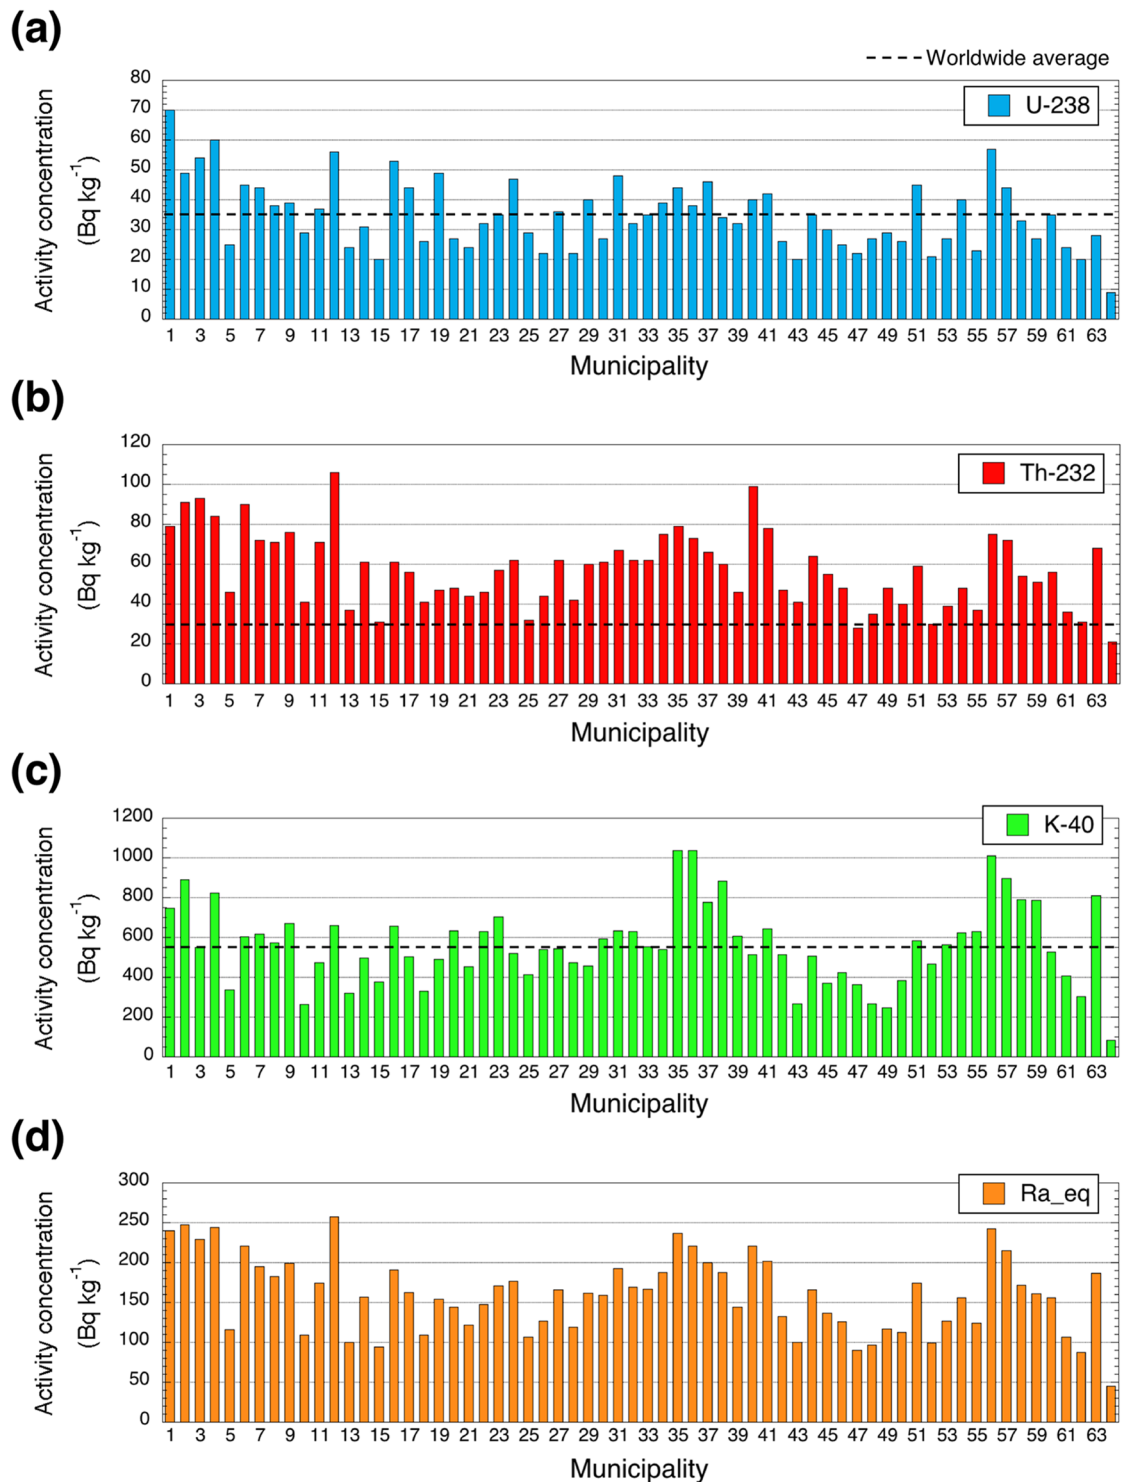 (a)
Worldwide average
U-238
Activity concentration
(Bq kg⁻¹)
80
70
60
50
40
30
20
10
0
1 3 5 7 9 11 13 15 17 19 21 23 25 27 29 31 33 35 37 39 41 43 45 47 49 51 53 55 57 59 61 63
Municipality
(b)
Th-232
Activity concentration
(Bq kg⁻¹)
120
100
80
60
40
20
0
1 3 5 7 9 11 13 15 17 19 21 23 25 27 29 31 33 35 37 39 41 43 45 47 49 51 53 55 57 59 61 63
Municipality
(c)
K-40
Activity concentration
(Bq kg⁻¹)
1200
1000
800
600
400
200
0
1 3 5 7 9 11 13 15 17 19 21 23 25 27 29 31 33 35 37 39 41 43 45 47 49 51 53 55 57 59 61 63
Municipality
(d)
Ra_eq
Activity concentration
(Bq kg⁻¹)
300
250
200
150
100
50
0
1 3 5 7 9 11 13 15 17 19 21 23 25 27 29 31 33 35 37 39 41 43 45 47 49 51 53 55 57 59 61 63
Municipality